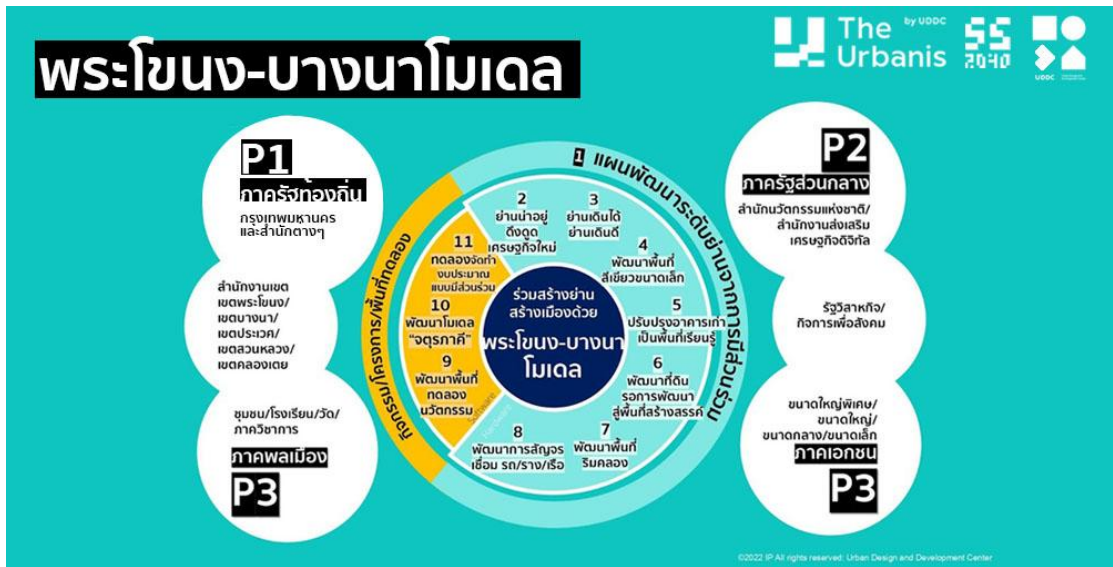 พระโขนง-บางนาโมเดล
The by UDDC
Urbanis
SS
2040
UDDC
P1
ภาครัฐท้องถิ่น
กรุงเทพมหานคร
และสำนักต่างๆ
สำนักงานเขต
เขตพระโขนง/
เขตบางนา/
เขตประเวศ/
เขตสวนหลวง/
เขตคลองเตย
ชุมชน/โรงเรียน/วัด/
ภาควิชาการ
ภาคพลเมือง
P3
กิจกรรม/โครงการ/พื้นที่ทดลอง
1 แผนพัฒนาระดับย่านจากการมีส่วนร่วม
2
ย่านน่าอยู่
ดึงดูด
เศรษฐกิจใหม่
3
ย่านเดินได้
ย่านเดินดี
4
พัฒนาพื้นที่
สีเขียวขนาดเล็ก
5
ปรับปรุงอาคารเก่า
เป็นพื้นที่เรียนรู้
6
พัฒนาที่ดิน
รอการพัฒนา
สู่พื้นที่สร้างสรรค์
7
พัฒนาพื้นที่
ริมคลอง
8
พัฒนาการสัญจร
เชื่อม รถ/ราง/เรือ
9
พัฒนาพื้นที่
ทดลอง
นวัตกรรม
10
พัฒนาโมเดล
“จตุรภาคี”
11
ทดลองจัดทำ
งบประมาณ
แบบมีส่วนร่วม
Software
Hardware
ร่วมสร้างย่าน
สร้างเมืองด้วย
พระโขนง-บางนา
โมเดล
P2
ภาครัฐส่วนกลาง
สำนักนวัตกรรมแห่งชาติ/
สำนักงานส่งเสริม
เศรษฐกิจดิจิทัล
รัฐวิสาหกิจ/
กิจการเพื่อสังคม
ขนาดใหญ่พิเศษ/
ขนาดใหญ่/
ขนาดกลาง/ขนาดเล็ก
ภาคเอกชน
P3
©2022 IP All rights reserved: Urban Design and Development Center